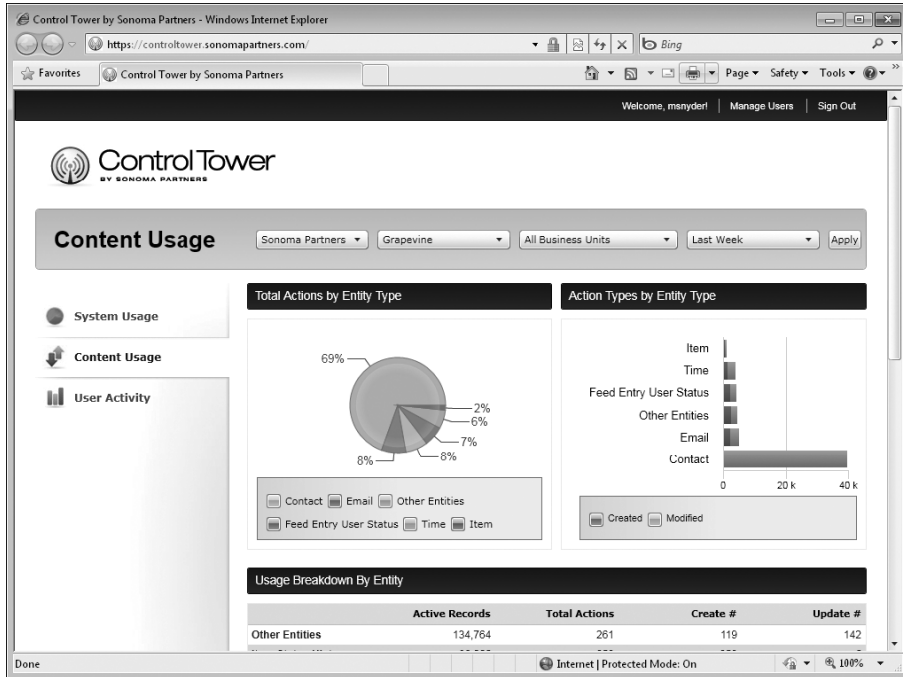 Control Tower by Sonoma Partners - Windows Internet Explorer
https://controltower.sonomapartners.com/
Bing
Favorites
Control Tower by Sonoma Partners
Page
Safety
Tools
Welcome, msnyder!
Manage Users
Sign Out
Control Tower
BY SONOMA PARTNERS
Content Usage
Sonoma Partners
Grapevine
All Business Units
Last Week
Apply
System Usage
Content Usage
User Activity
Total Actions by Entity Type
69%
2%
6%
7%
8%
8%
Contact Email Other Entities
Feed Entry User Status Time Item
Action Types by Entity Type
Item
Time
Feed Entry User Status
Other Entities
Email
Contact
0 20 k 40 k
Created Modified
Usage Breakdown By Entity
Active Records Total Actions Create # Update #
Other Entities 134,764 261 119 142
Done
Internet | Protected Mode: On
100%